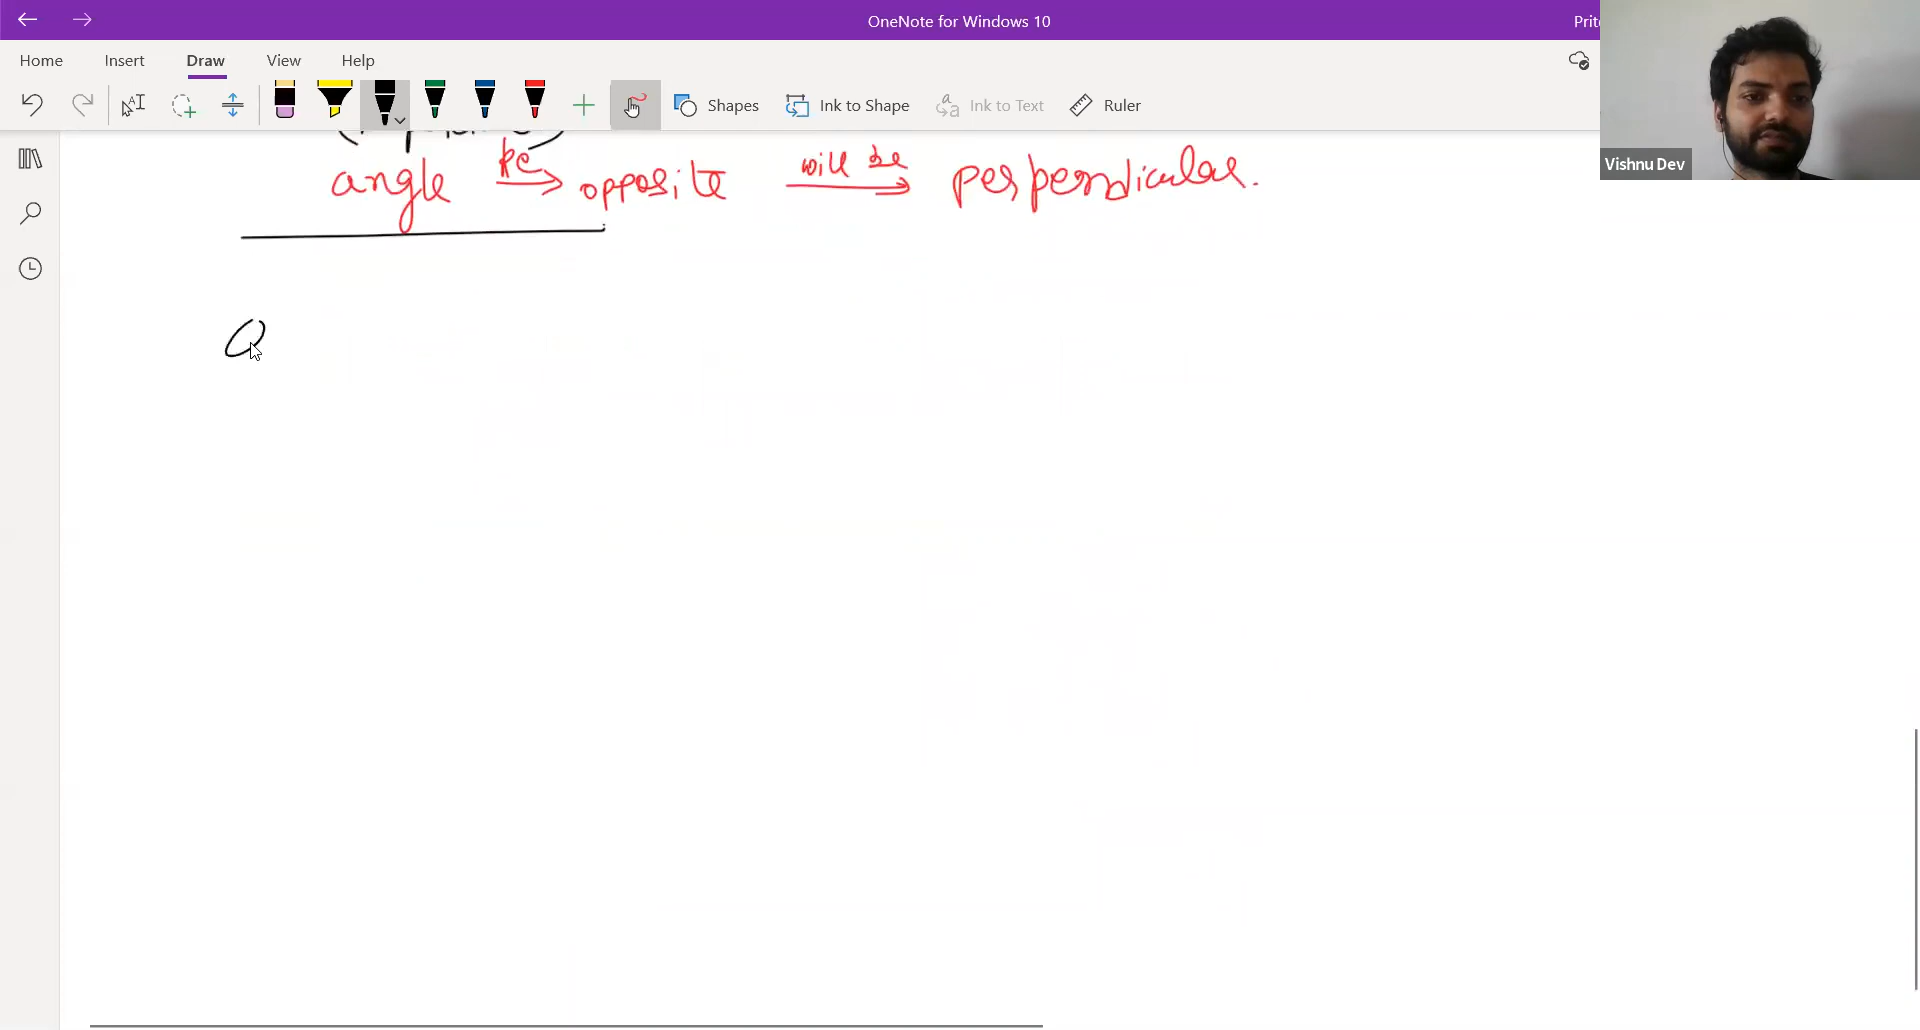 OneNote for Windows 10
Home Insert Draw View Help
Shapes Ink to Shape Ink to Text Ruler
Vishnu Dev
angle ke opposite will be perpendicular.
Q